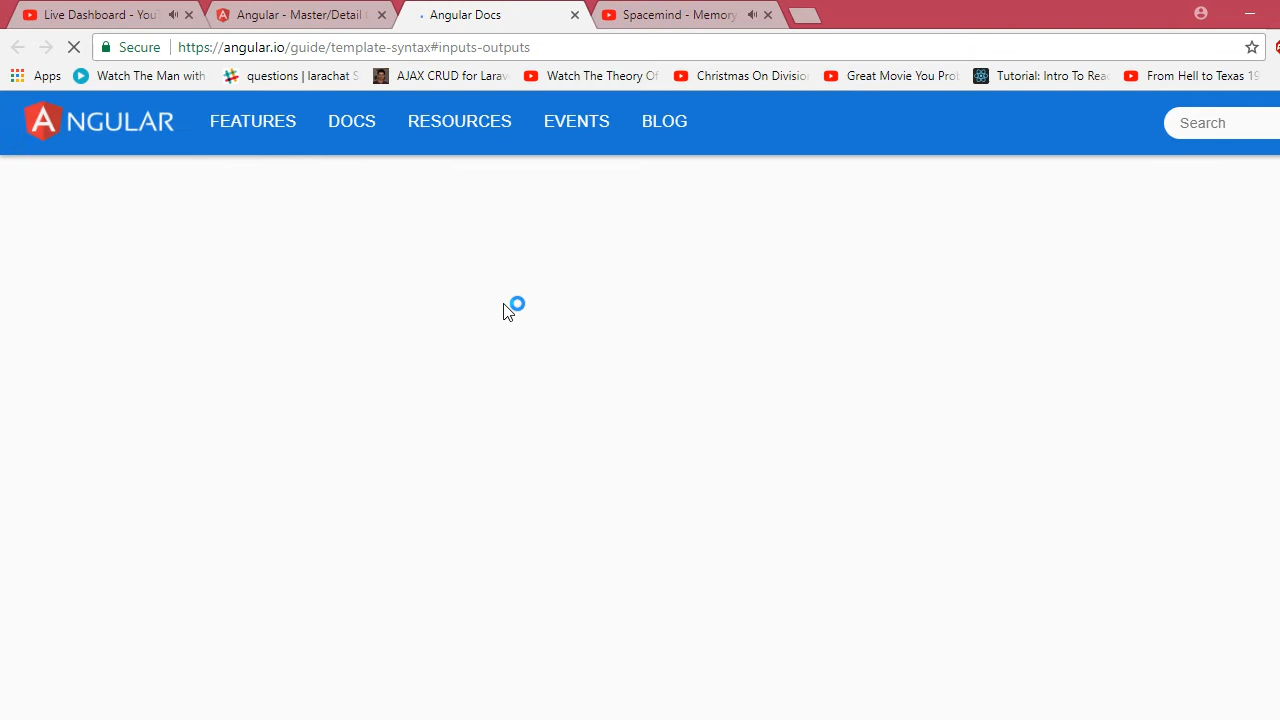 Live Dashboard - You
Angular - Master/Detail
Angular Docs
Spacemind - Memory
Secure
https://angular.io/guide/template-syntax#inputs-outputs
Apps
Watch The Man with
questions | larachat S
AJAX CRUD for Larav
Watch The Theory Of
Christmas On Divisio
Great Movie You Prob
Tutorial: Intro To Reac
From Hell to Texas 19
ANGULAR
FEATURES
DOCS
RESOURCES
EVENTS
BLOG
Search